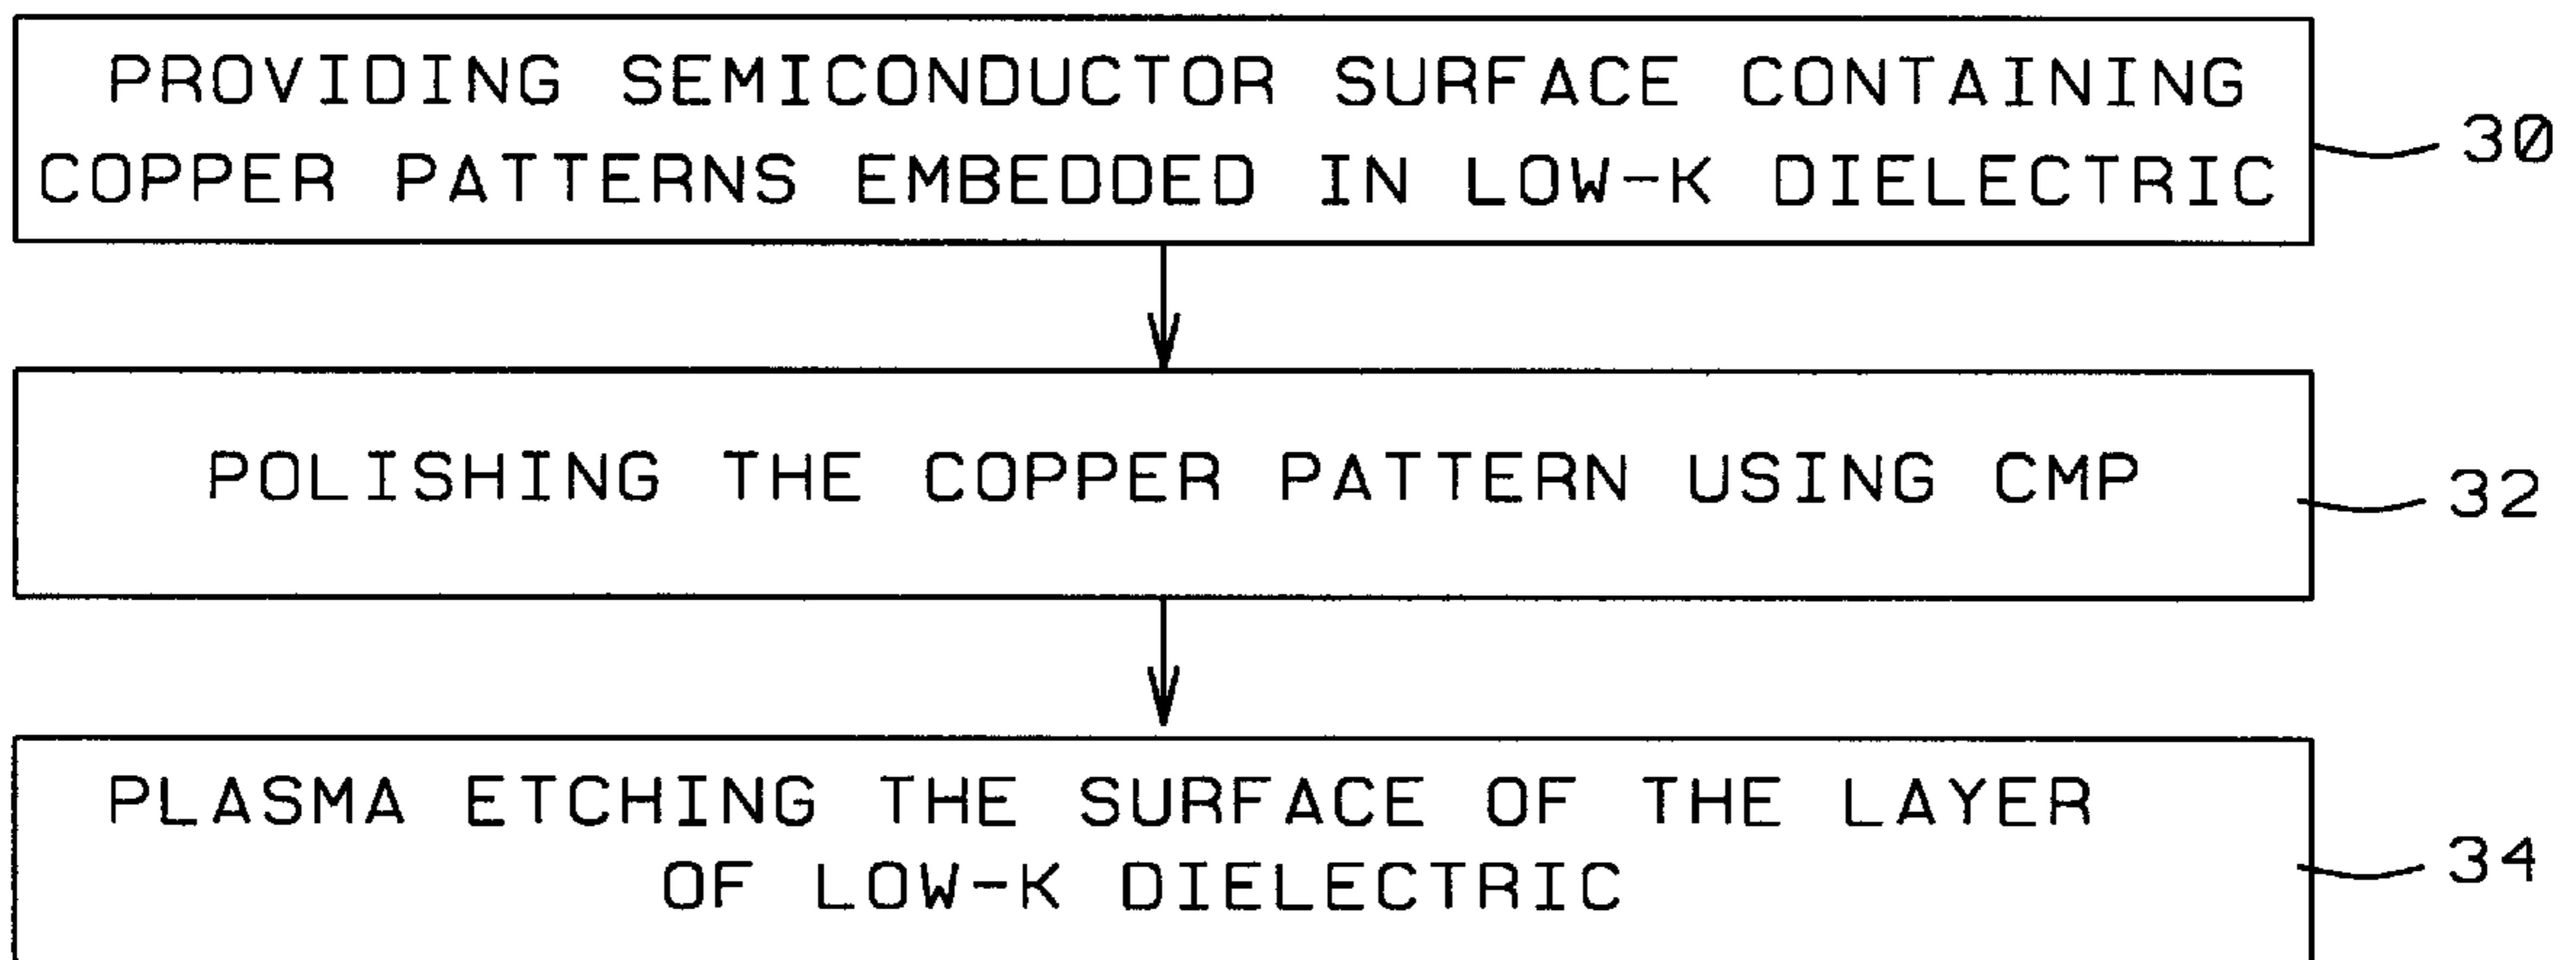 PROVIDING SEMICONDUCTOR SURFACE CONTAINING
COPPER PATTERNS EMBEDDED IN LOW-K DIELECTRIC
30
POLISHING THE COPPER PATTERN USING CMP
32
PLASMA ETCHING THE SURFACE OF THE LAYER
OF LOW-K DIELECTRIC
34